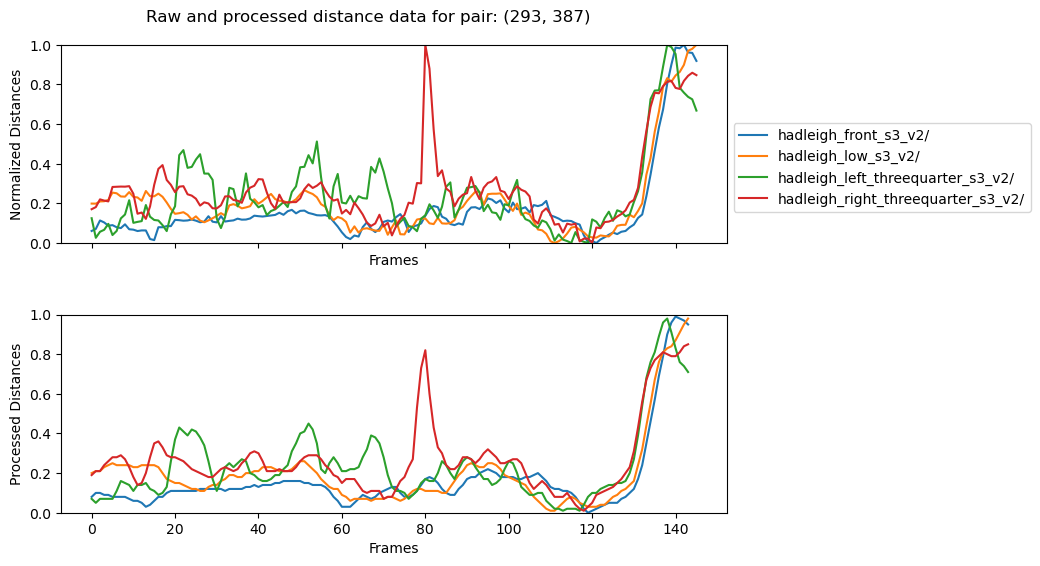 Raw and processed distance data for pair: (293, 387)
Normalized Distances
1.0
0.8
0.6
0.4
0.2
0.0
Frames
hadleigh_front_s3_v2/
hadleigh_low_s3_v2/
hadleigh_left_threequarter_s3_v2/
hadleigh_right_threequarter_s3_v2/
Processed Distances
1.0
0.8
0.6
0.4
0.2
0.0
0 20 40 60 80 100 120 140
Frames